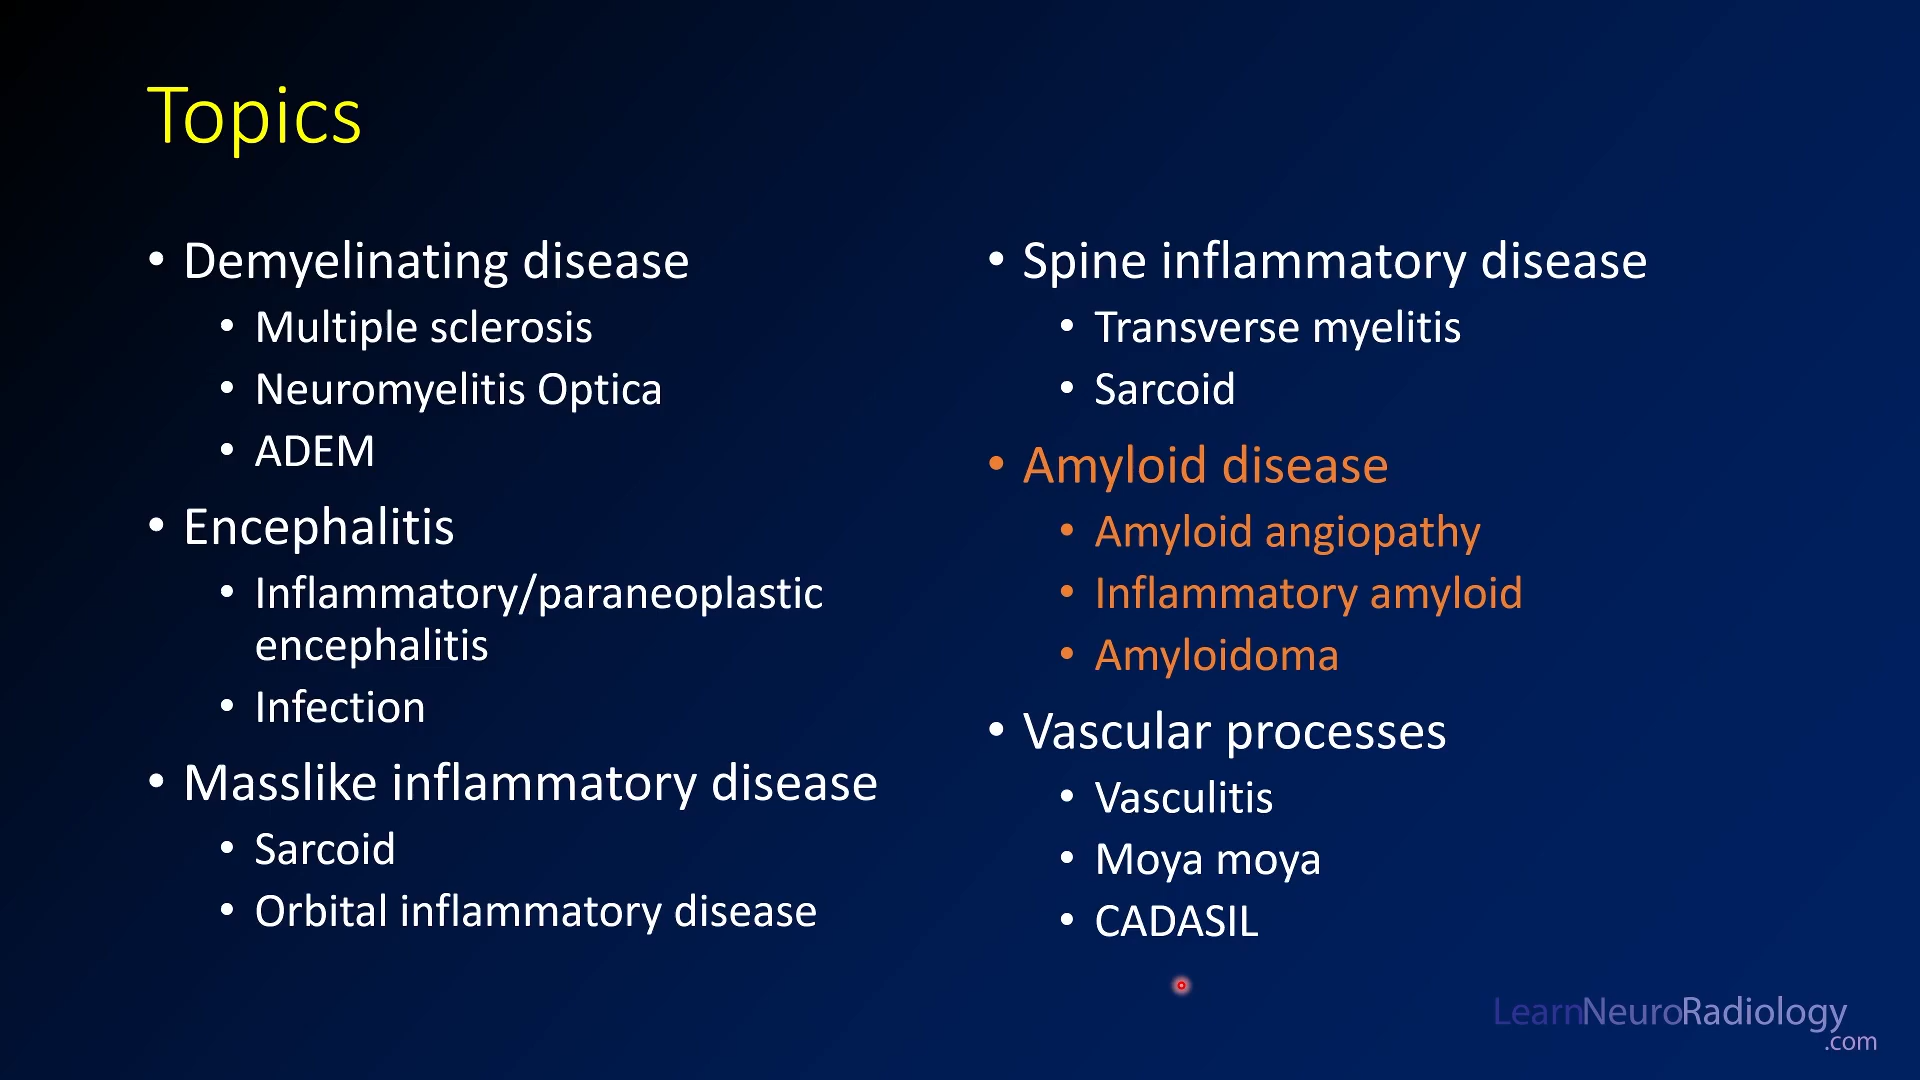 Topics
• Demyelinating disease
• Multiple sclerosis
• Neuromyelitis Optica
• ADEM
• Encephalitis
• Inflammatory/paraneoplastic
encephalitis
• Infection
• Masslike inflammatory disease
• Sarcoid
• Orbital inflammatory disease
• Spine inflammatory disease
• Transverse myelitis
• Sarcoid
• Amyloid disease
• Amyloid angiopathy
• Inflammatory amyloid
• Amyloidoma
• Vascular processes
• Vasculitis
• Moya moya
• CADASIL
LearnNeuroRadiology
.com